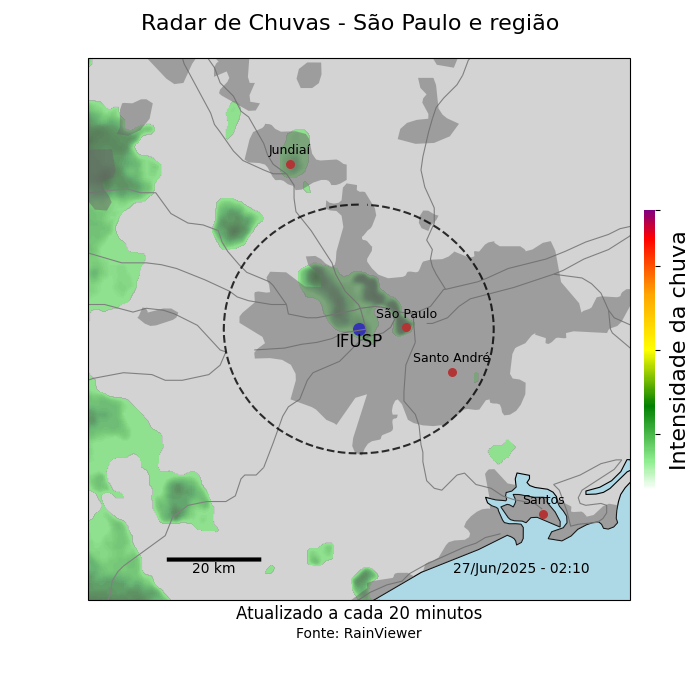 Radar de Chuvas - São Paulo e região
Jundiaí
São Paulo
IFUSP
Santo André
Santos
20 km
27/Jun/2025 - 02:10
Intensidade da chuva
Atualizado a cada 20 minutos
Fonte: RainViewer